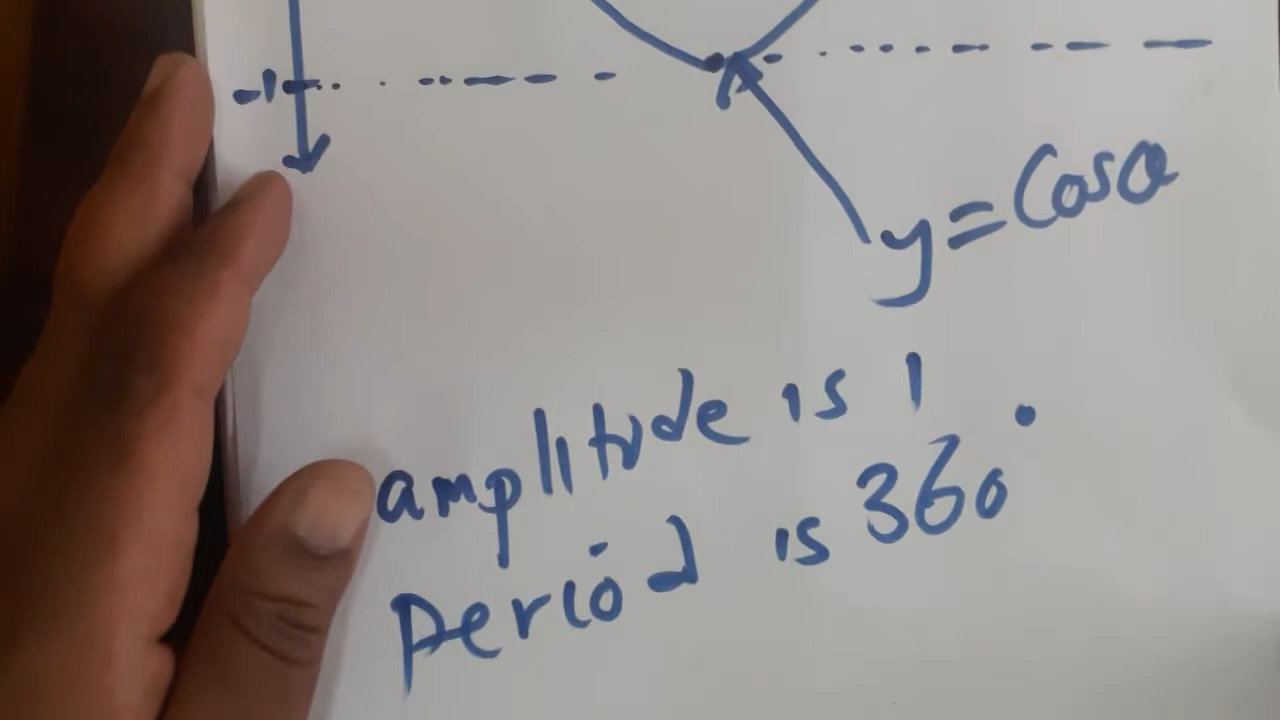 -1
y = Cosθ
amplitude is 1
period is 360°